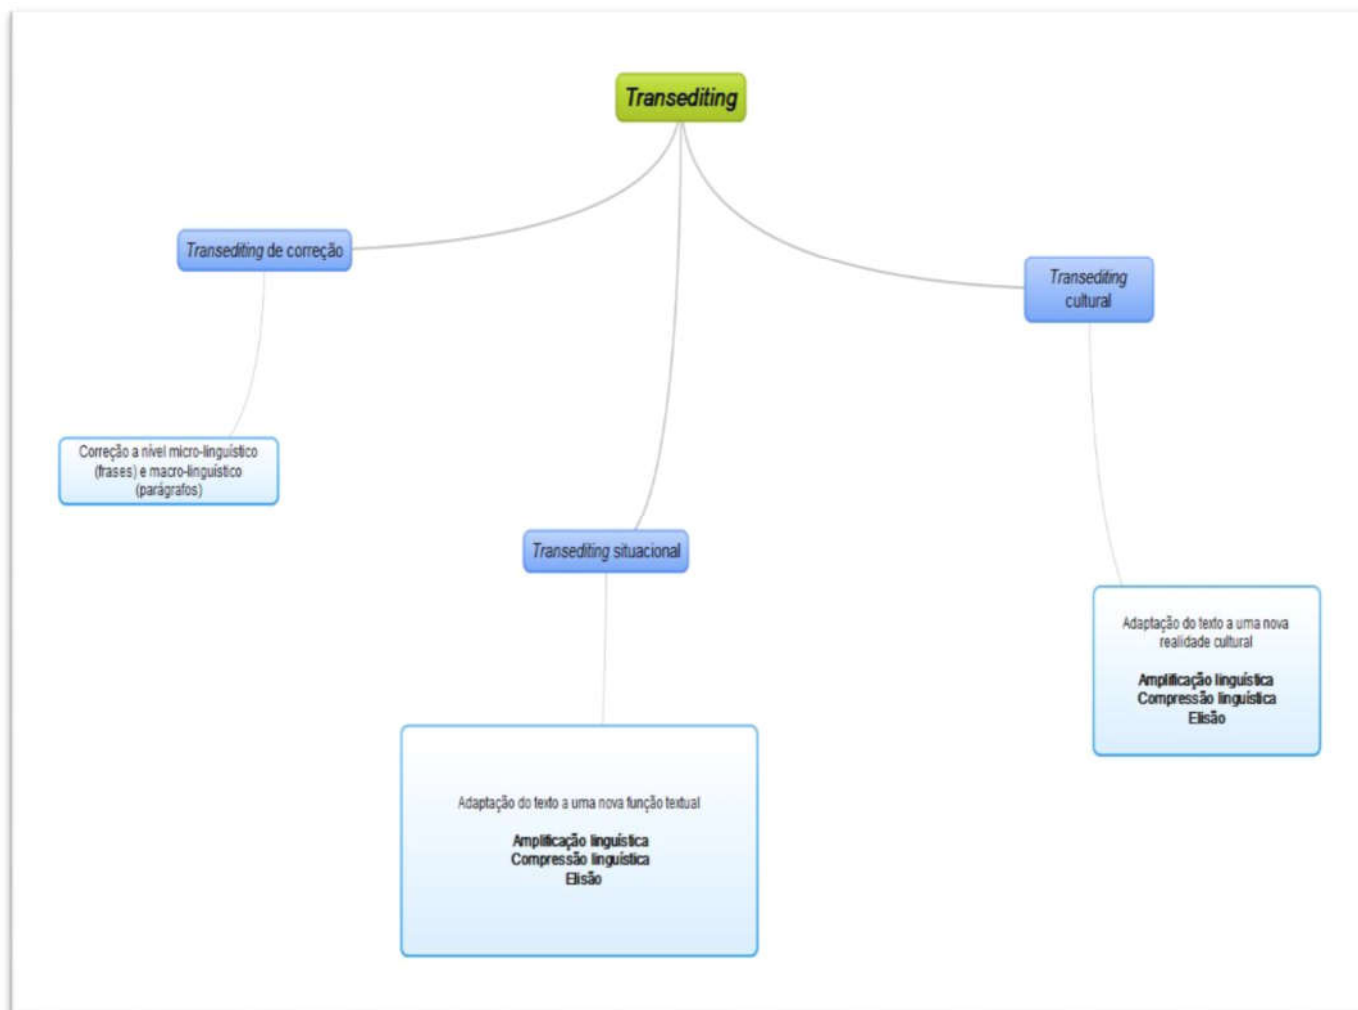 Transediting
Transediting de correção
Transediting
cultural
Correção a nível micro-linguístico
(frases) e macro-linguístico
(parágrafos)
Transediting situacional
Adaptação do texto a uma nova
realidade cultural
Amplificação linguística
Compressão linguística
Elisão
Adaptação do texto a uma nova função textual
Amplificação linguística
Compressão linguística
Elisão